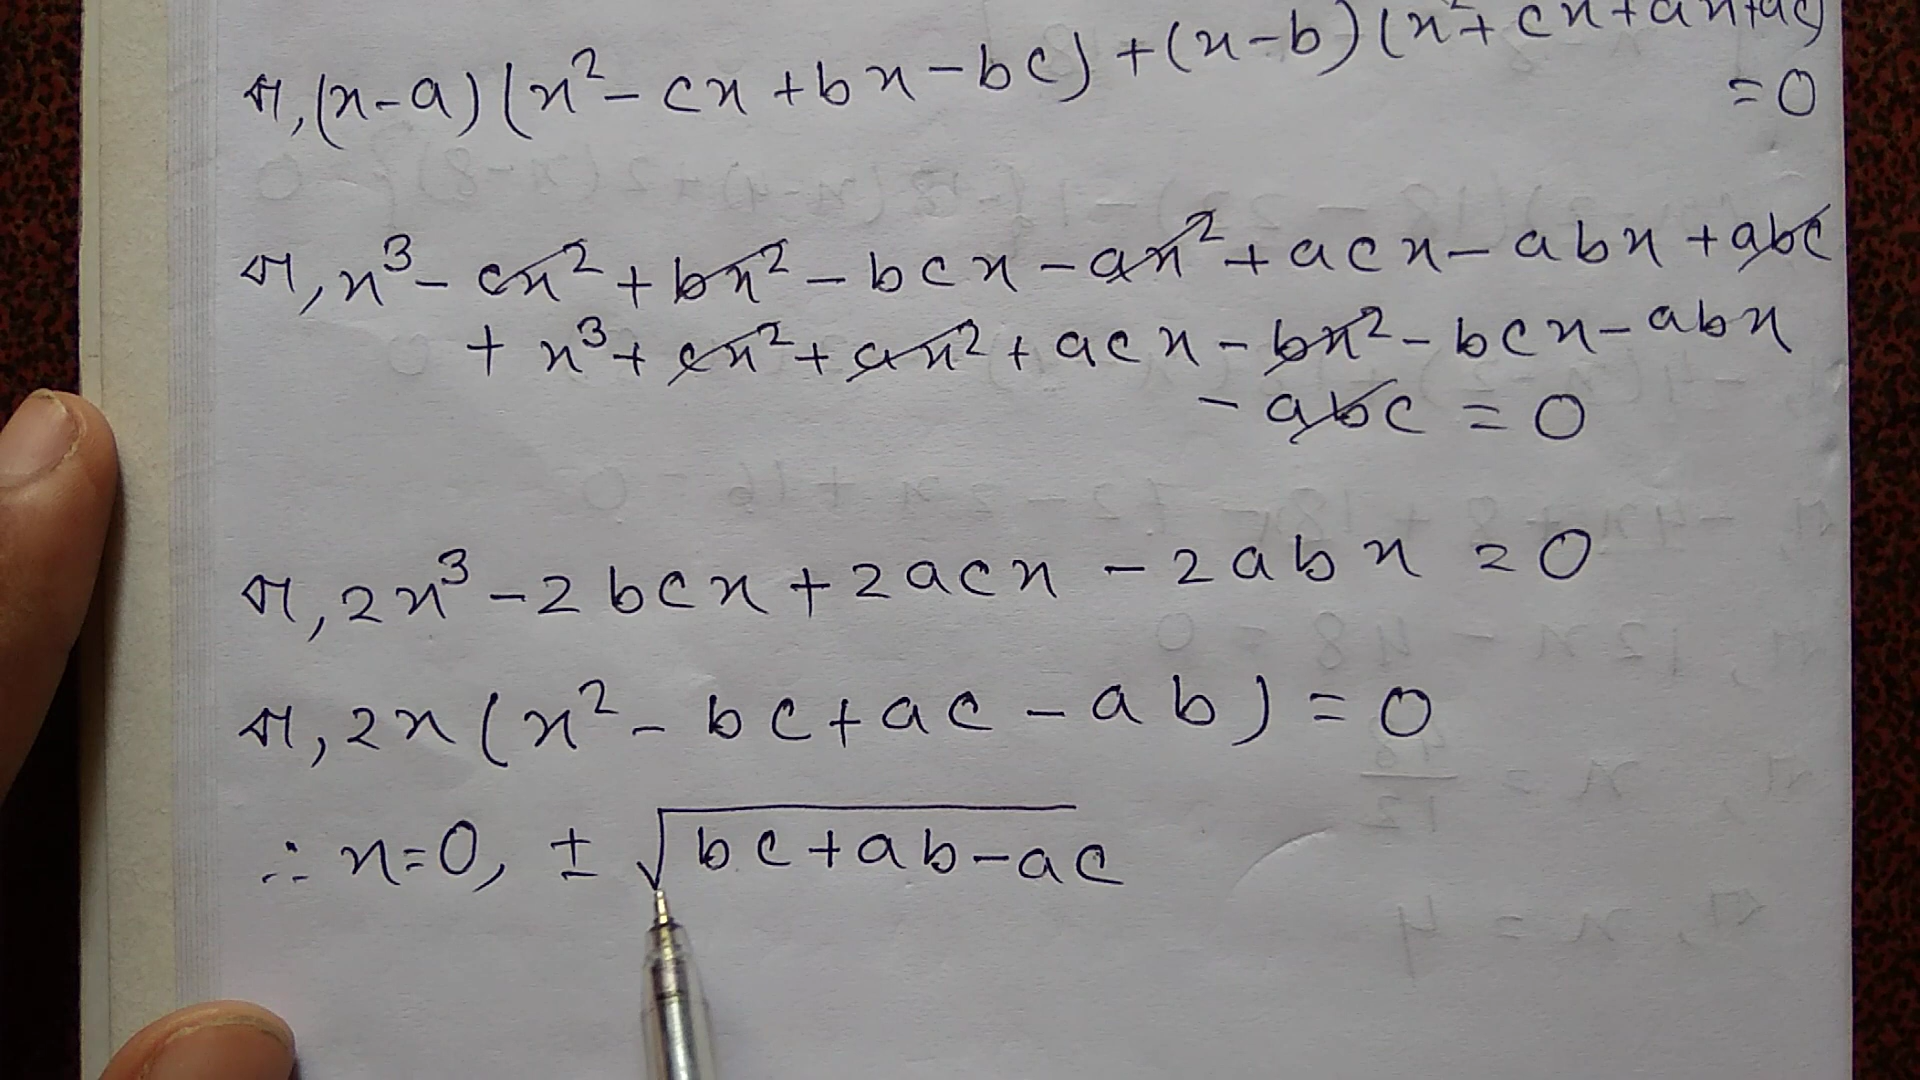 বা, (x-a)(x²-cx+bx-bc)+(x-b)(x²+cx+ax+ac)
=0
বা, x³-cx²+bx²-bcx-ax²+acx-abx+abc
+x³+cx²+ax²+acx-bx²-bcx-abx
-abc=0
বা, 2x³-2bcx+2acx-2abx=0
বা, 2x(x²-bc+ac-ab)=0
∴ x=0, ±√bc+ab-ac